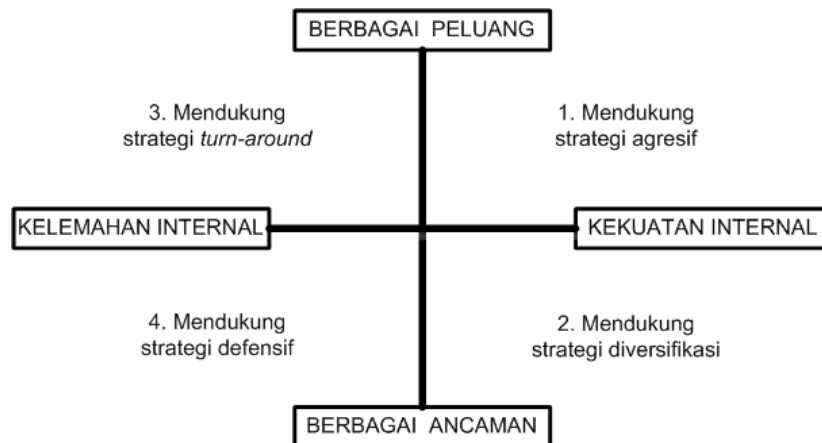 BERBAGAI PELUANG
3. Mendukung
strategi turn-around
1. Mendukung
strategi agresif
KELEMAHAN INTERNAL
KEKUATAN INTERNAL
4. Mendukung
strategi defensif
2. Mendukung
strategi diversifikasi
BERBAGAI ANCAMAN